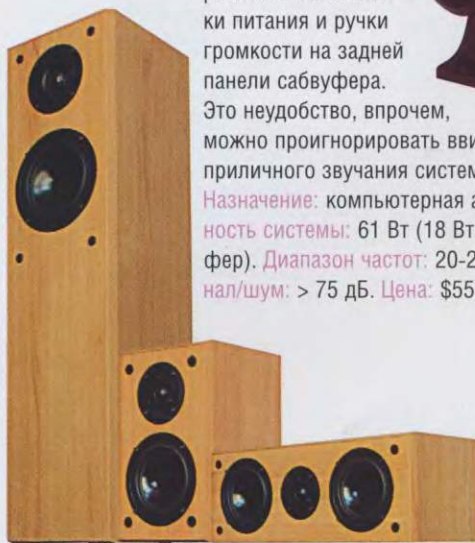 ки питания и ручки
громкости на задней
панели сабвуфера.
Это неудобство, впрочем,
можно проигнорировать
приличного звучания
Назначение: компьютерная
ность системы: 61 Вт (18 Вт
фер). Диапазон частот:
нал/шум: > 75 дБ. Цена: $55